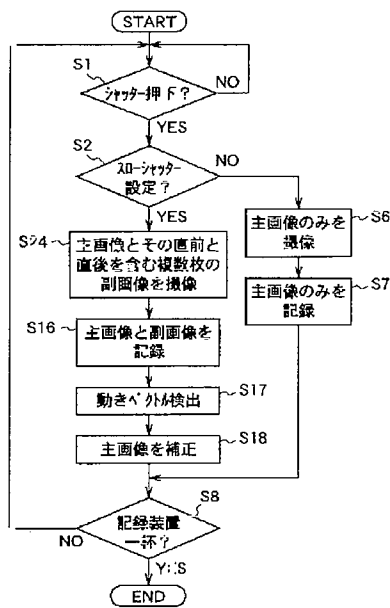 START
S1
シャッター押下?
NO
YES
S2
スローシャッター
設定?
NO
YES
S24
主画像とその直前と
直後を含む複数枚の
副画像を撮像
S6
主画像のみを
撮像
S7
主画像のみを
記録
S16
主画像と副画像を
記録
動きベクトル検出
S17
主画像を補正
S18
S8
記録装置
一杯?
NO
YES
END